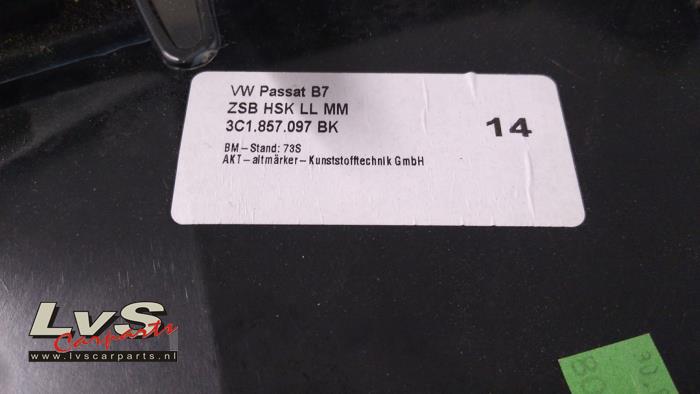 VW Passat B7
ZSB HSK LL MM
3C1.857.097 BK
14
BM-Stand: 73S
AKT-altmärker-Kunststofftechnik GmbH
LvS
Carparts
www.lvscarparts.nl